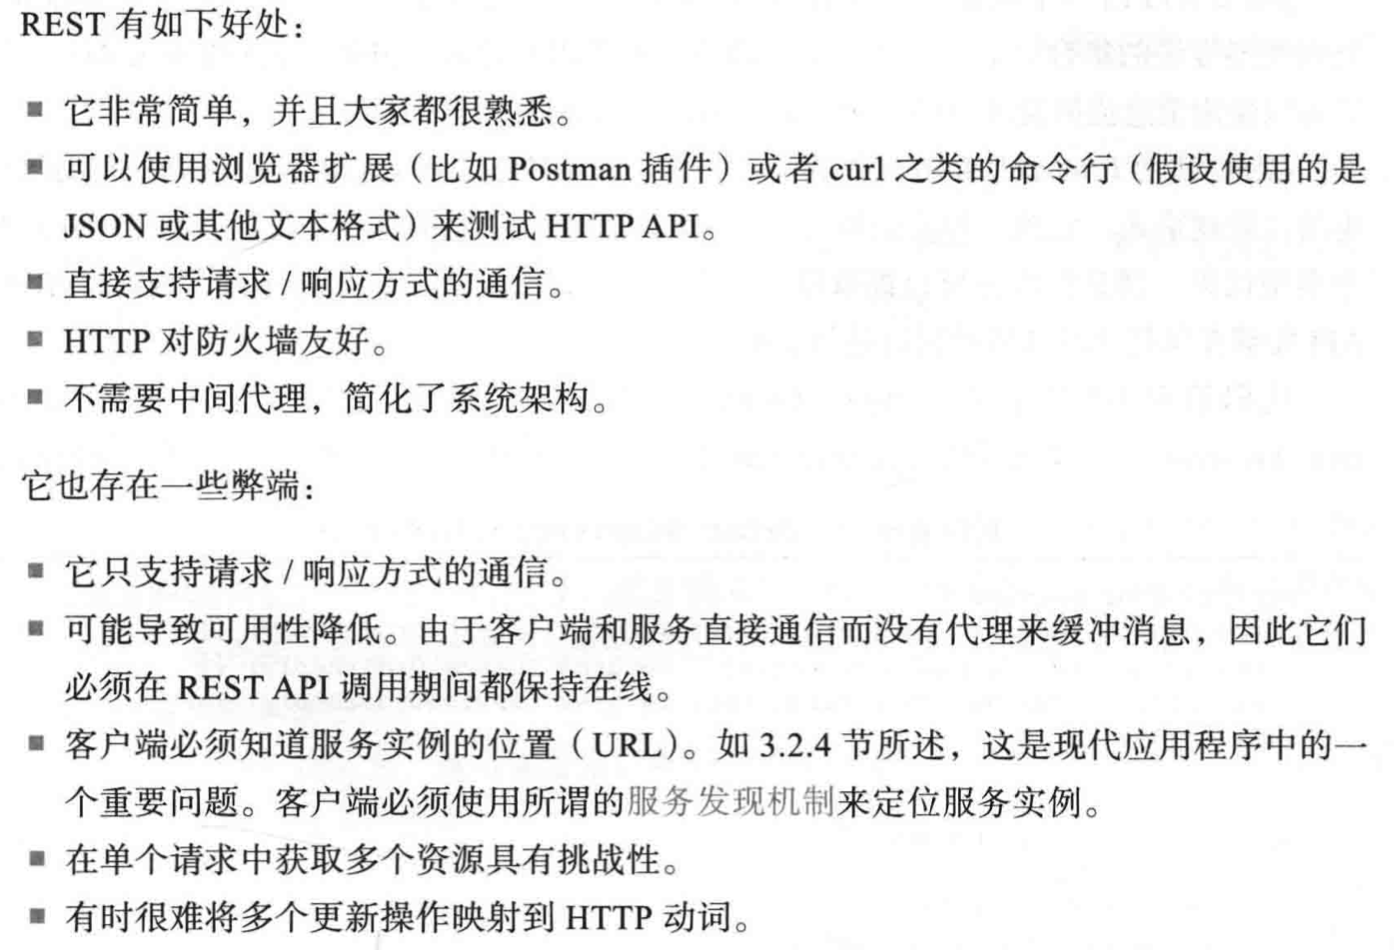 REST 有如下好处：
■ 它非常简单，并且大家都很熟悉。
■ 可以使用浏览器扩展（比如 Postman 插件）或者 curl 之类的命令行（假设使用的是
JSON 或其他文本格式）来测试 HTTP API。
■ 直接支持请求 / 响应方式的通信。
■ HTTP 对防火墙友好。
■ 不需要中间代理，简化了系统架构。
它也存在一些弊端：
■ 它只支持请求 / 响应方式的通信。
■ 可能导致可用性降低。由于客户端和服务直接通信而没有代理来缓冲消息，因此它们
必须在 REST API 调用期间都保持在线。
■ 客户端必须知道服务实例的位置（URL）。如 3.2.4 节所述，这是现代应用程序中的一
个重要问题。客户端必须使用所谓的服务发现机制来定位服务实例。
■ 在单个请求中获取多个资源具有挑战性。
■ 有时很难将多个更新操作映射到 HTTP 动词。